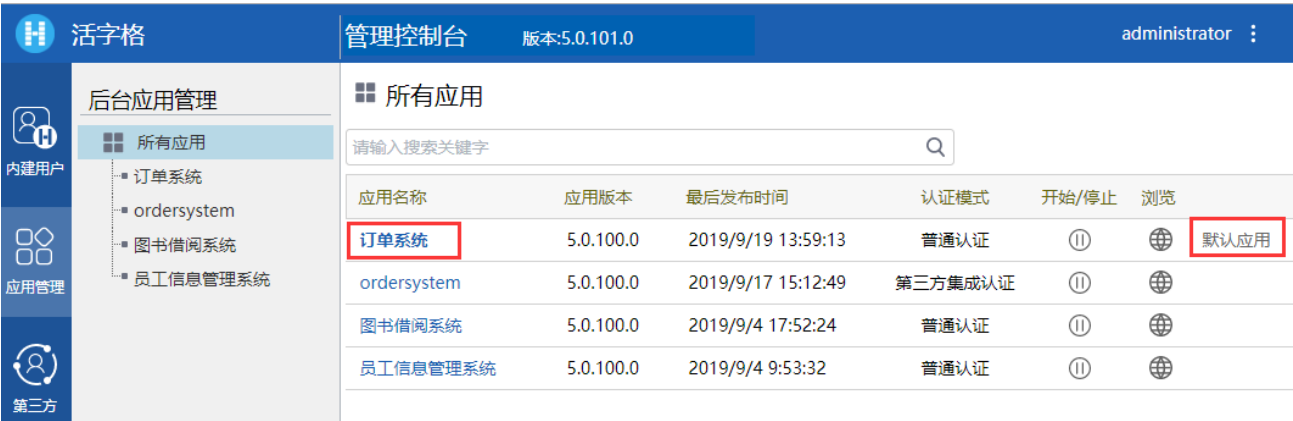 活字格
管理控制台 版本:5.0.101.0
administrator
内建用户
应用管理
第三方
后台应用管理
所有应用
订单系统
ordersystem
图书借阅系统
员工信息管理系统
所有应用
请输入搜索关键字
应用名称 应用版本 最后发布时间 认证模式 开始/停止 浏览
订单系统 5.0.100.0 2019/9/19 13:59:13 普通认证 默认应用
ordersystem 5.0.100.0 2019/9/17 15:12:49 第三方集成认证
图书借阅系统 5.0.100.0 2019/9/4 17:52:24 普通认证
员工信息管理系统 5.0.100.0 2019/9/4 9:53:32 普通认证